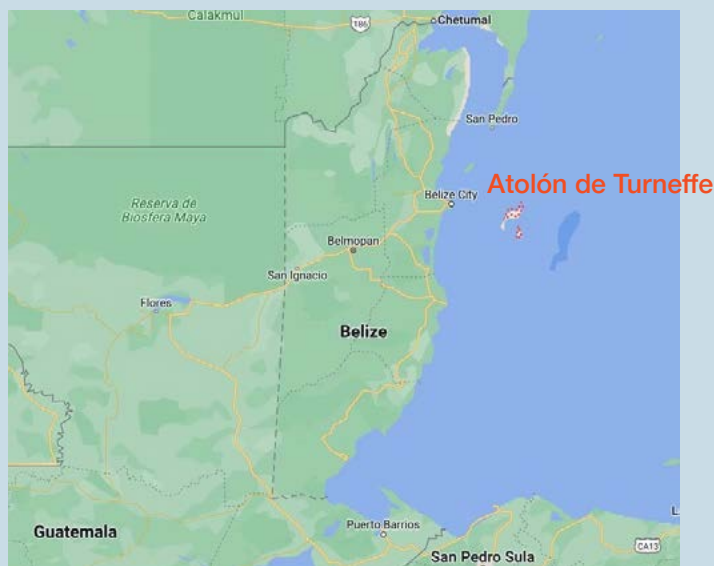 Calakmul
186
Chetumal
San Pedro
Atolón de Turneffe
Belize City
Reserva de
Biosfera Maya
Belmopan
San Ignacio
Flores
Belize
Puerto Barrios
Guatemala
San Pedro Sula
CA13
L